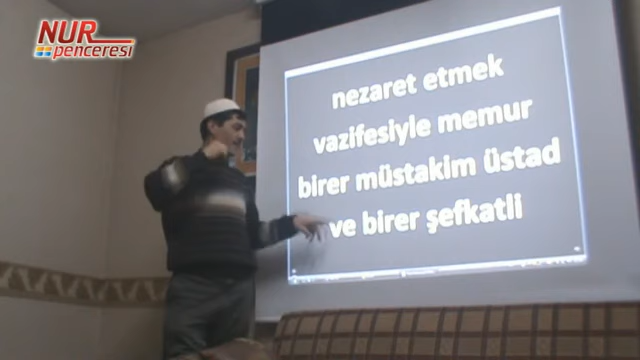 NUR
penceresi
nezaret etmek
vazifesiyle memur
birer müstakim üstad
ve birer şefkatli